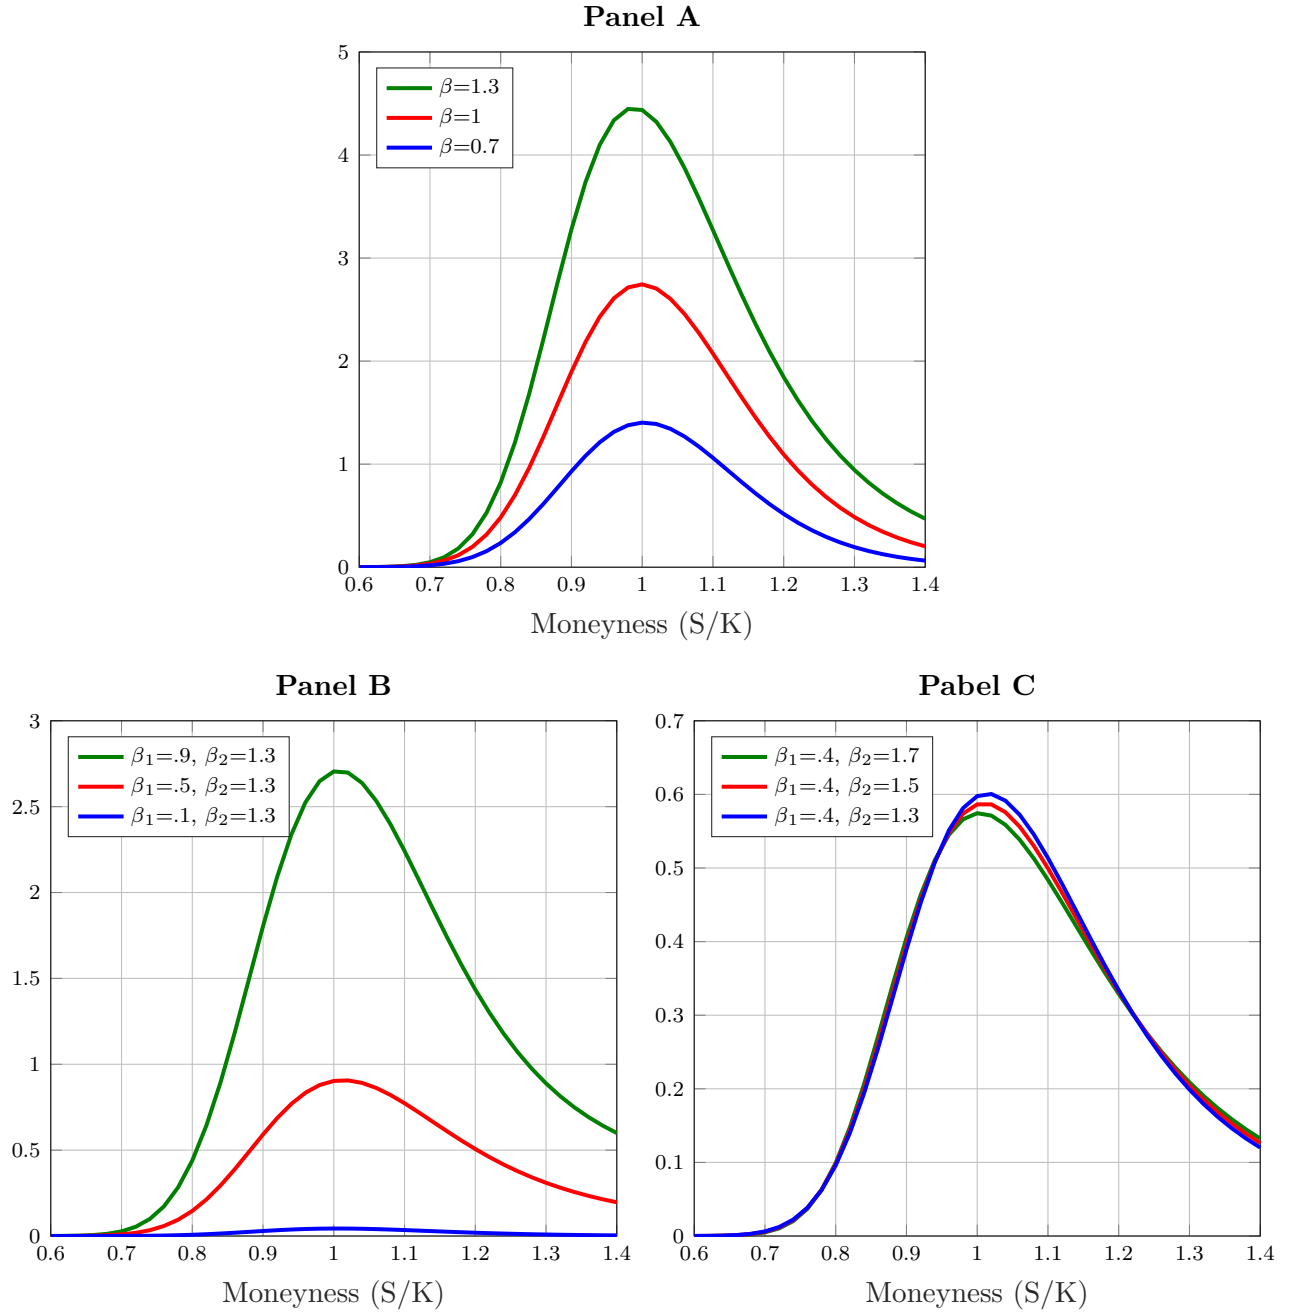 Panel A
5
4
3
2
1
0
β=1.3
β=1
β=0.7
0.6 0.7 0.8 0.9 1 1.1 1.2 1.3 1.4
Moneyness (S/K)
Panel B
3
2.5
2
1.5
1
0.5
0
β1=.9, β2=1.3
β1=.5, β2=1.3
β1=.1, β2=1.3
0.6 0.7 0.8 0.9 1 1.1 1.2 1.3 1.4
Moneyness (S/K)
Pabel C
0.7
0.6
0.5
0.4
0.3
0.2
0.1
0
β1=.4, β2=1.7
β1=.4, β2=1.5
β1=.4, β2=1.3
0.6 0.7 0.8 0.9 1 1.1 1.2 1.3 1.4
Moneyness (S/K)